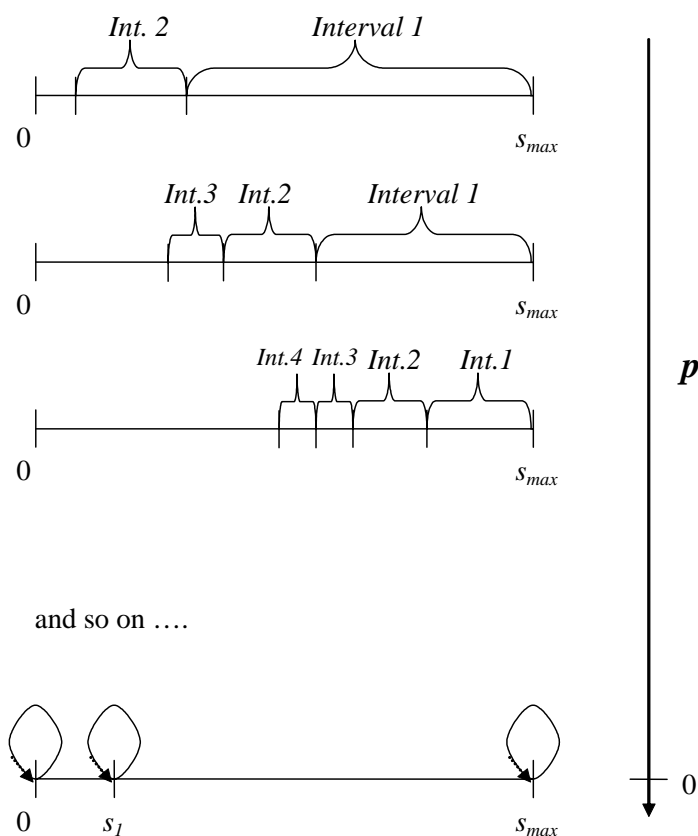 Int. 2 Interval 1
0 s_max
Int.3 Int.2 Interval 1
0 s_max
Int.4 Int.3 Int.2 Int.1
p
0 s_max
and so on ….
0
0 s_1 s_max